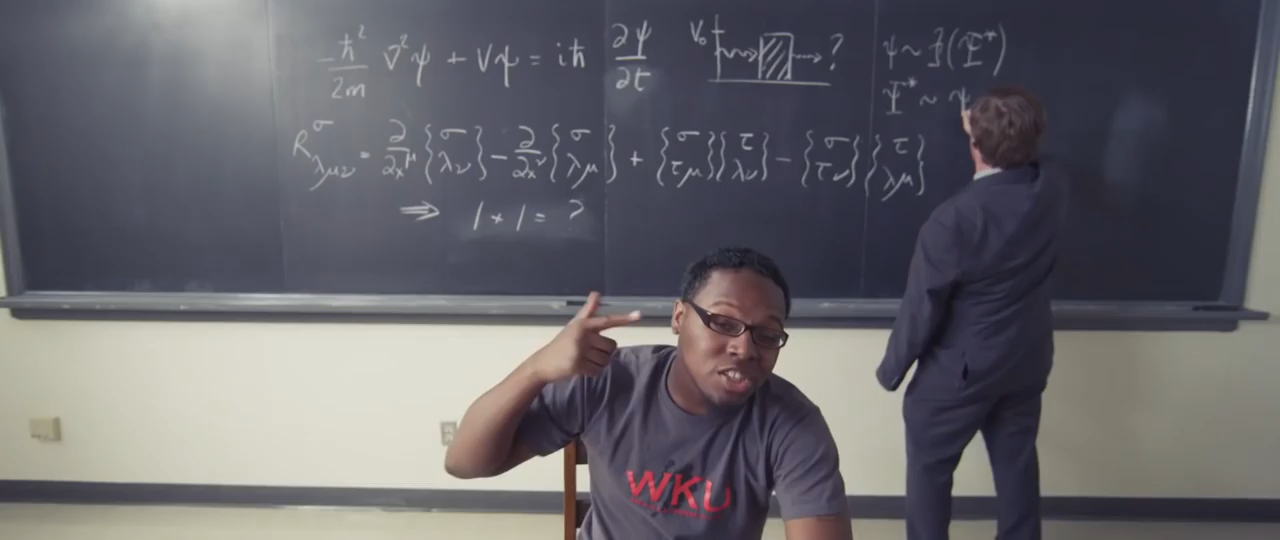 -ħ²/2m ∇²ψ + Vψ = iħ ∂ψ/∂t
V₀ ?
ψ ~ ∃(Ψ*)
Ψ* ~ ψ
R^σ_λμν = ∂/∂x^μ {σ λν} - ∂/∂x^ν {σ λμ} + {σ τμ}{τ λν} - {σ τν}{τ λμ}
⇒ 1 + 1 = ?
WKU